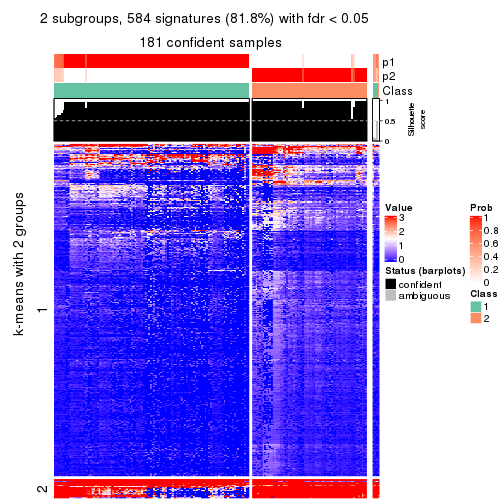 2 subgroups, 584 signatures (81.8%) with fdr < 0.05
181 confident samples
p1
p2
Class
1
0.5
0
Silhouette
score
k-means with 2 groups
1
2
Value
3
2
1
0
Status (barplots)
confident
ambiguous
Prob
1
0.8
0.6
0.4
0.2
0
Class
1
2